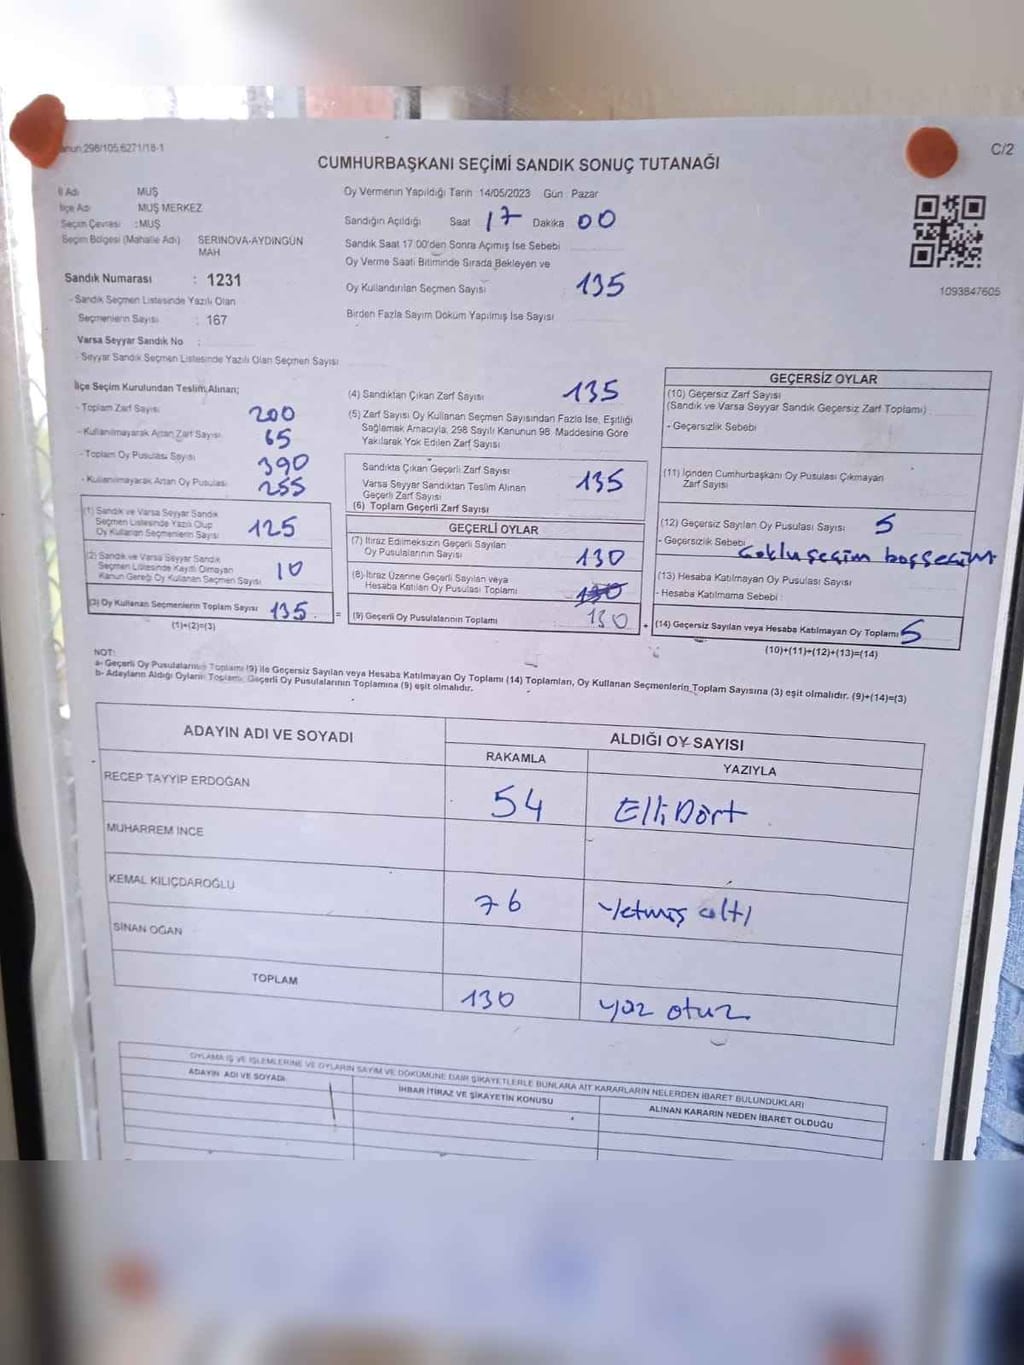 298/105,6271/18-1
C/2
CUMHURBAŞKANI SEÇİMİ SANDIK SONUÇ TUTANAĞI
İl Adı MUŞ
İlçe Adı MUŞ MERKEZ
Seçim Çevresi : MUŞ
Seçim Bölgesi (Mahalle Adı) SERINOVA-AYDINGÜN MAH
Sandık Numarası : 1231
- Sandık Seçmen Listesinde Yazılı Olan
Seçmenlerin Sayısı : 167
Varsa Seyyar Sandık No :
- Seyyar Sandık Seçmen Listesinde Yazılı Olan Seçmen Sayısı
Oy Vermenin Yapıldığı Tarih 14/05/2023 Gün Pazar
Sandığın Açıldığı Saat 17 Dakika 00
Sandık Saat 17.00'den Sonra Açmış İse Sebebi
Oy Verme Saati Bitiminde Sırada Bekleyen ve
Oy Kullandırılan Seçmen Sayısı 135
Birden Fazla Sayım Döküm Yapılmış İse Sayısı
1093847605
İlçe Seçim Kurulundan Teslim Alınan;
- Toplam Zarf Sayısı 200
- Kullanılmayarak Artan Zarf Sayısı 65
- Toplam Oy Pusulası Sayısı 390
- Kullanılmayarak Artan Oy Pusulası 255
(1) Sandık ve Varsa Seyyar Sandık
Seçmen Listesinde Yazılı Olup
Oy Kullanan Seçmenlerin Sayısı 125
(2) Sandık ve Varsa Seyyar Sandık
Seçmen Listesinde Kayıtlı Olmayan
Kanun Gereği Oy Kullanan Seçmen Sayısı 10
(3) Oy Kullanan Seçmenlerin Toplam Sayısı 135 =
(1)+(2)=(3)
(4) Sandıktan Çıkan Zarf Sayısı 135
(5) Zarf Sayısı Oy Kullanan Seçmen Sayısından Fazla İse, Eşitliği
Sağlamak Amacıyla, 298 Sayılı Kanunun 98. Maddesine Göre
Yakılarak Yok Edilen Zarf Sayısı
Sandıkta Çıkan Geçerli Zarf Sayısı
Varsa Seyyar Sandıktan Teslim Alınan
Geçerli Zarf Sayısı
(6) Toplam Geçerli Zarf Sayısı 135
GEÇERLİ OYLAR
(7) İtiraz Edilmeksizin Geçerli Sayılan
Oy Pusulalarının Sayısı 130
(8) İtiraz Üzerine Geçerli Sayılan veya
Hesaba Katılan Oy Pusulası Toplamı
(9) Geçerli Oy Pusulalarının Toplamı 130 +
GEÇERSİZ OYLAR
(10) Geçersiz Zarf Sayısı
(Sandık ve Varsa Seyyar Sandık Geçersiz Zarf Toplamı)
- Geçersizlik Sebebi
(11) İçinden Cumhurbaşkanı Oy Pusulası Çıkmayan
Zarf Sayısı
(12) Geçersiz Sayılan Oy Pusulası Sayısı 5
- Geçersizlik Sebebi Çoklu seçim boş seçim
(13) Hesaba Katılmayan Oy Pusulası Sayısı
- Hesaba Katılmama Sebebi :
(14) Geçersiz Sayılan veya Hesaba Katılmayan Oy Toplamı 5
(10)+(11)+(12)+(13)=(14)
NOT:
a- Geçerli Oy Pusulalarının Toplamı (9) ile Geçersiz Sayılan veya Hesaba Katılmayan Oy Toplamı (14) Toplamları, Oy Kullanan Seçmenlerin Toplam Sayısına (3) eşit olmalıdır. (9)+(14)=(3)
b- Adayların Aldığı Oyların Toplamı, Geçerli Oy Pusulalarının Toplamına (9) eşit olmalıdır.
ADAYIN ADI VE SOYADI ALDIĞI OY SAYISI
RAKAMLA YAZIYLA
RECEP TAYYİP ERDOĞAN 54 Elli Dört
MUHARREM İNCE
KEMAL KILIÇDAROĞLU 76 Yetmiş altı
SİNAN OĞAN
TOPLAM 130 yüz otuz
OYLAMA İŞ VE İŞLEMLERİNE VE OYLARIN SAYIM VE DÖKÜMÜNE DAİR ŞİKAYETLERLE BUNLARA AİT KARARLARIN NELERDEN İBARET BULUNDUKLARI
ADAYIN ADI VE SOYADI İHBAR İTİRAZ VE ŞİKAYETİN KONUSU ALINAN KARARIN NEDEN İBARET OLDUĞU